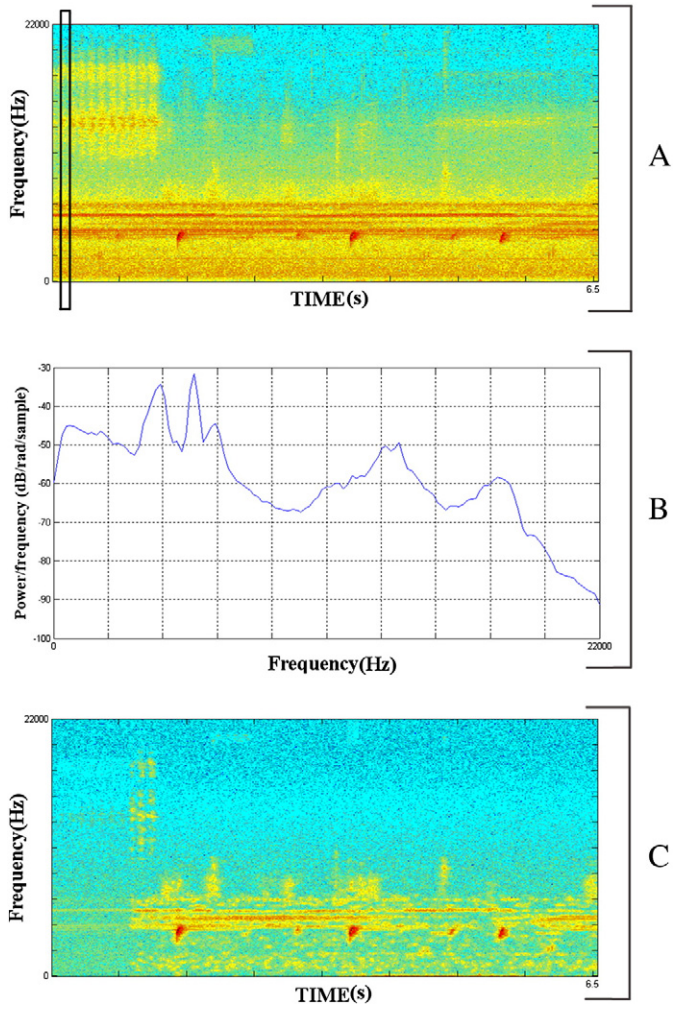 22000
Frequency(Hz)
0
TIME(s)
6.5
A
-30
-40
-50
-60
-70
-80
-90
-100
Power/frequency (dB/rad/sample)
0
22000
Frequency(Hz)
B
22000
Frequency(Hz)
0
TIME(s)
6.5
C